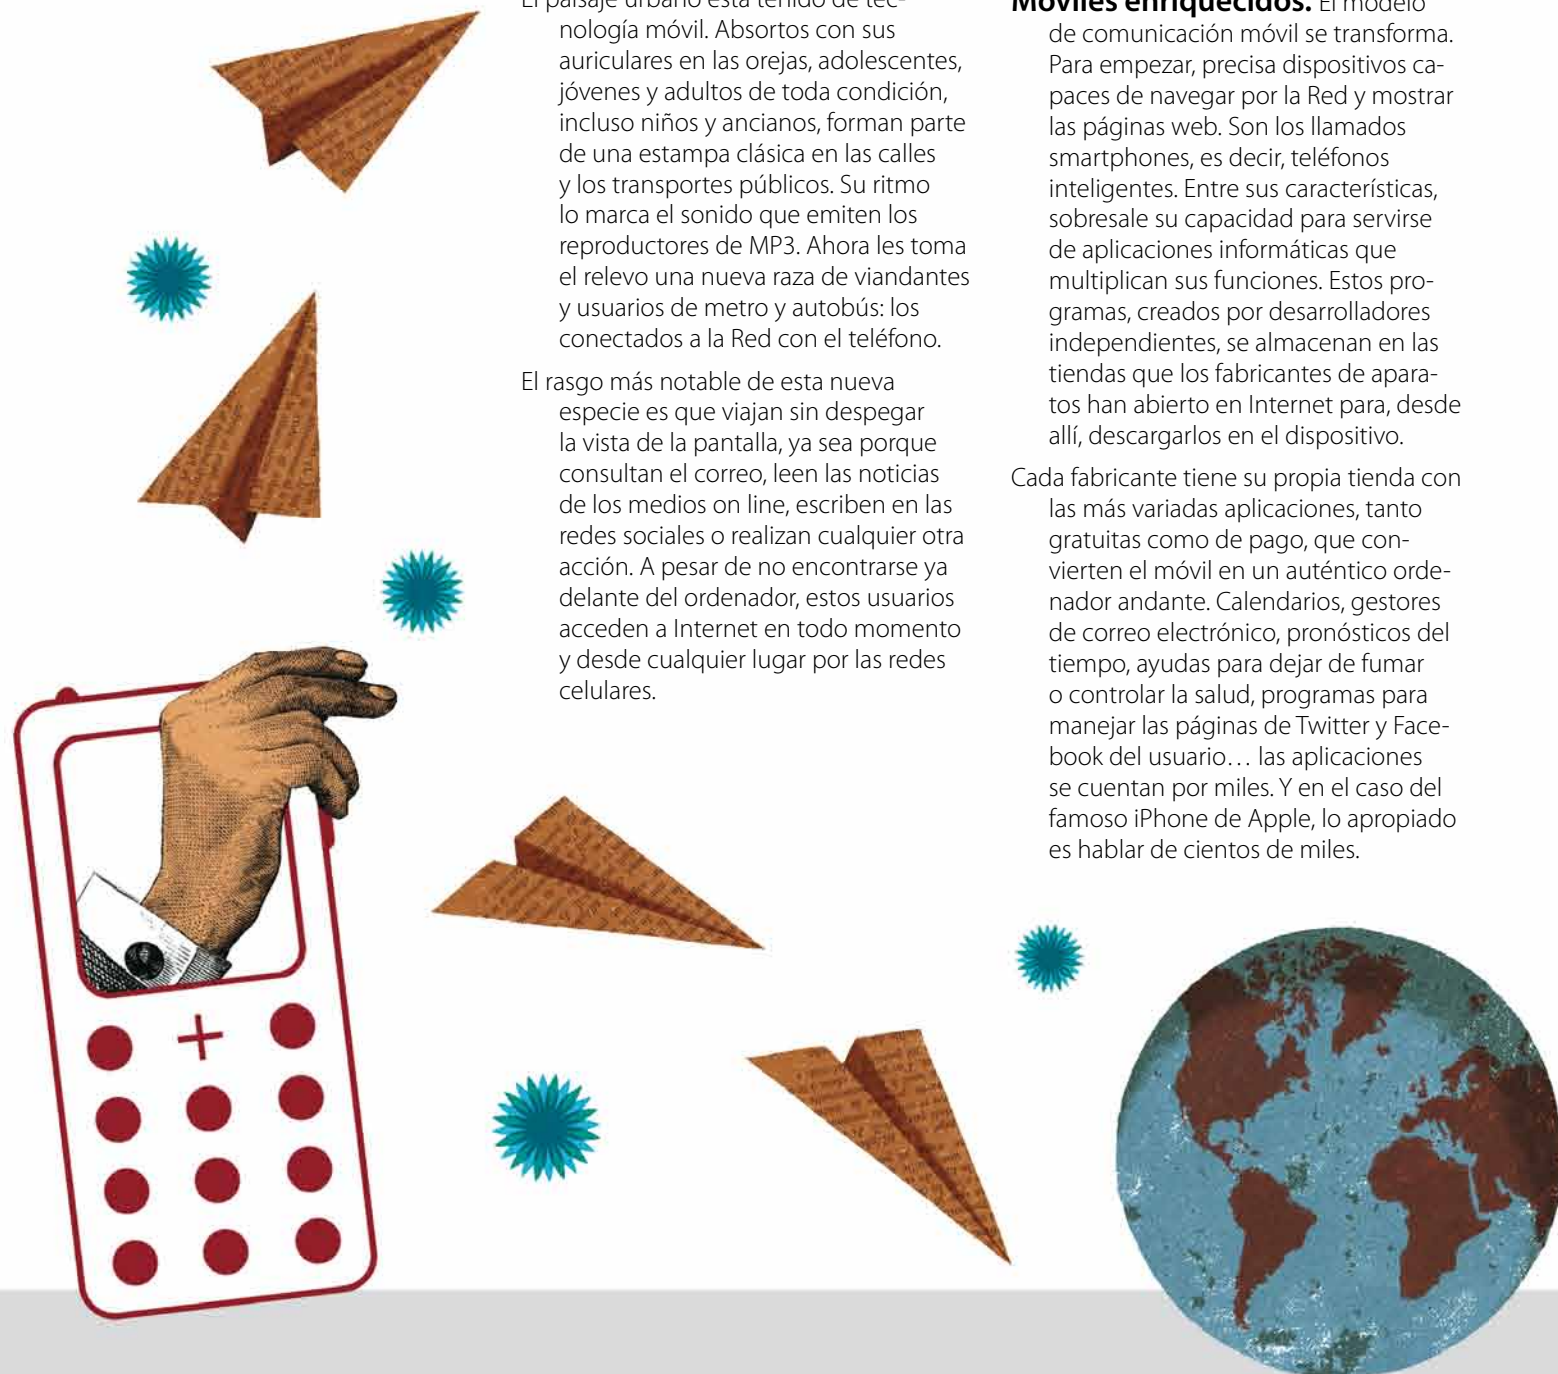 El paisaje urbano está teñido de tec-
nología móvil. Absortos con sus
auriculares en las orejas, adolescentes,
jóvenes y adultos de toda condición,
incluso niños y ancianos, forman parte
de una estampa clásica en las calles
y los transportes públicos. Su ritmo
lo marca el sonido que emiten los
reproductores de MP3. Ahora les toma
el relevo una nueva raza de viandantes
y usuarios de metro y autobús: los
conectados a la Red con el teléfono.
El rasgo más notable de esta nueva
especie es que viajan sin despegar
la vista de la pantalla, ya sea porque
consultan el correo, leen las noticias
de los medios on line, escriben en las
redes sociales o realizan cualquier otra
acción. A pesar de no encontrarse ya
delante del ordenador, estos usuarios
acceden a Internet en todo momento
y desde cualquier lugar por las redes
celulares.
Móviles enriquecidos. El modelo
de comunicación móvil se transforma.
Para empezar, precisa dispositivos ca-
paces de navegar por la Red y mostrar
las páginas web. Son los llamados
smartphones, es decir, teléfonos
inteligentes. Entre sus características,
sobresale su capacidad para servirse
de aplicaciones informáticas que
multiplican sus funciones. Estos pro-
gramas, creados por desarrolladores
independientes, se almacenan en las
tiendas que los fabricantes de apara-
tos han abierto en Internet para, desde
allí, descargarlos en el dispositivo.
Cada fabricante tiene su propia tienda con
las más variadas aplicaciones, tanto
gratuitas como de pago, que con-
vierten el móvil en un auténtico orde-
nador andante. Calendarios, gestores
de correo electrónico, pronósticos del
tiempo, ayudas para dejar de fumar
o controlar la salud, programas para
manejar las páginas de Twitter y Face-
book del usuario… las aplicaciones
se cuentan por miles. Y en el caso del
famoso iPhone de Apple, lo apropiado
es hablar de cientos de miles.